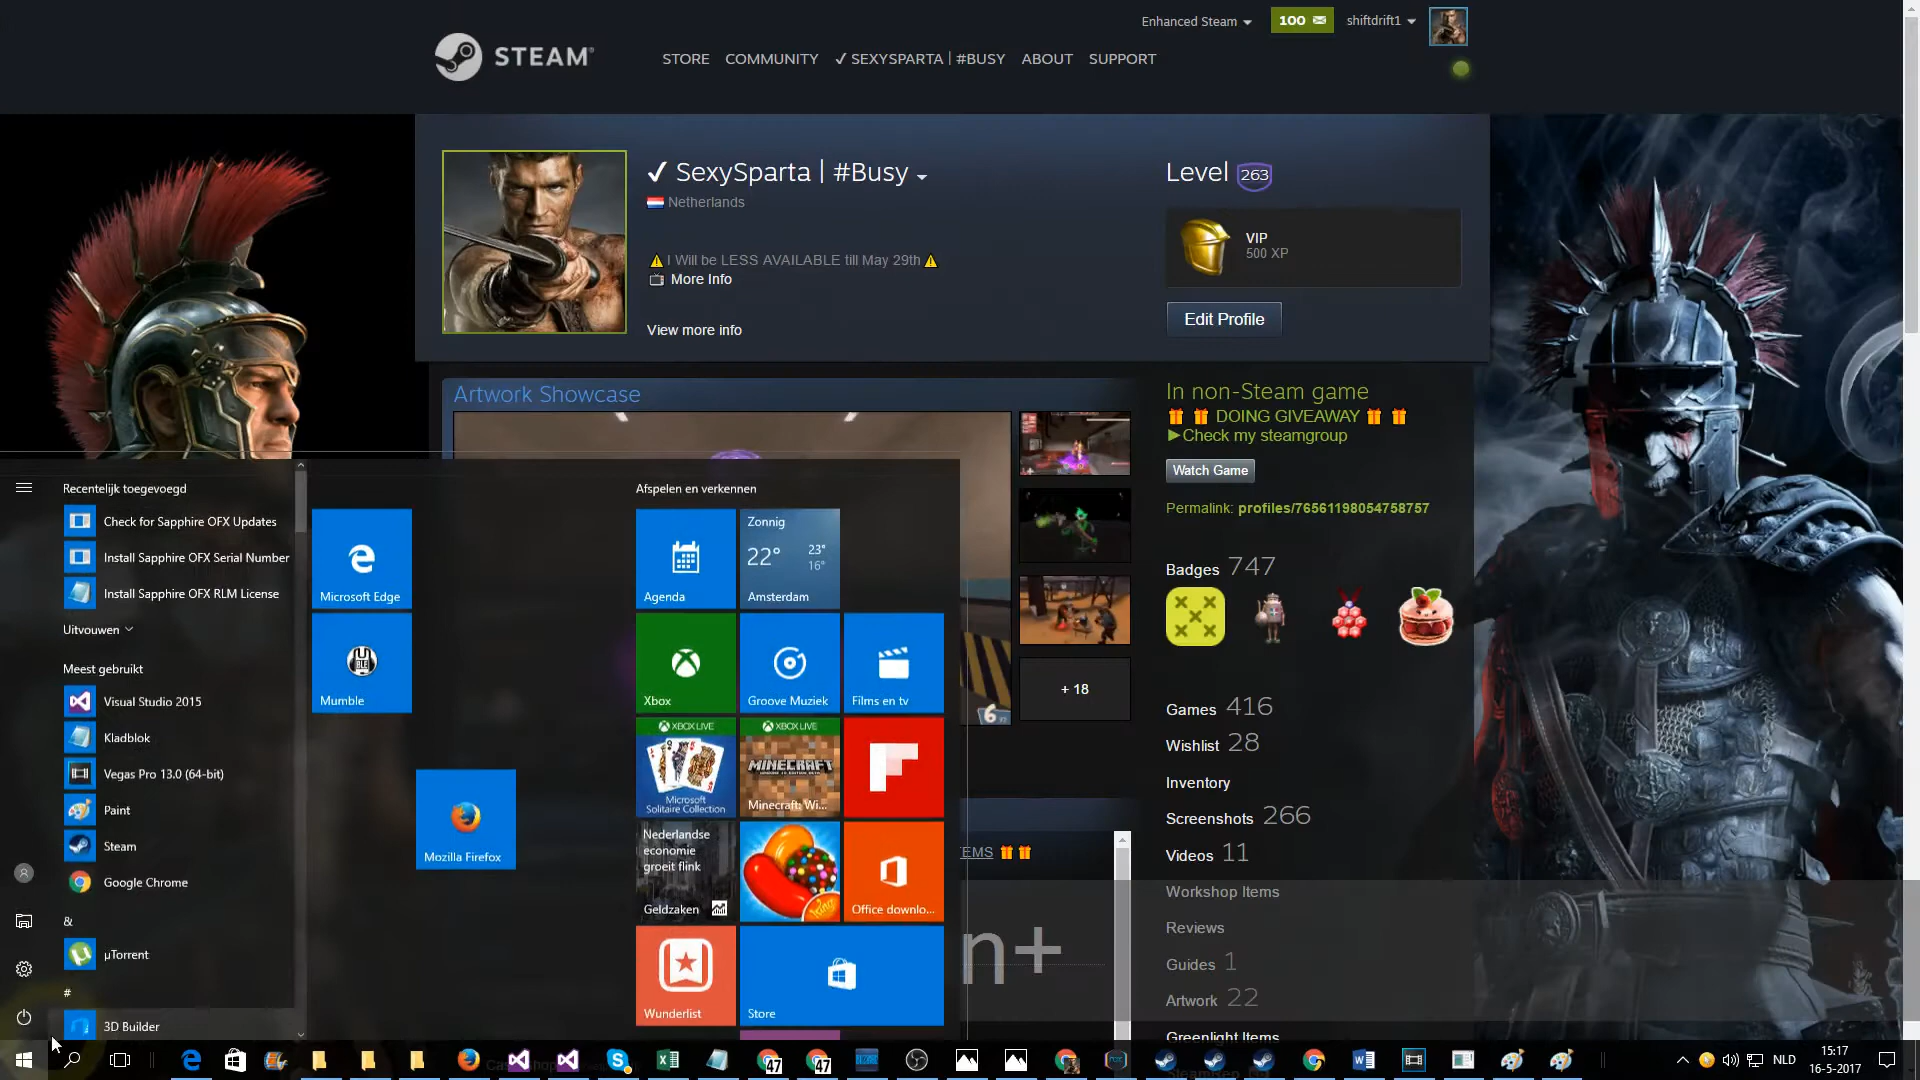 Enhanced Steam
100
shiftdrift1
STEAM®
STORE
COMMUNITY
✓ SEXYSPARTA | #BUSY
ABOUT
SUPPORT
✓ SexySparta | #Busy
Netherlands
I Will be LESS AVAILABLE till May 29th
More Info
View more info
Level 263
VIP
500 XP
Edit Profile
Artwork Showcase
+ 18
In non-Steam game
DOING GIVEAWAY
►Check my steamgroup
Watch Game
Permalink: profiles/76561198054758757
Badges 747
Games 416
Wishlist 28
Inventory
Screenshots 266
Videos 11
Workshop Items
Reviews
Guides 1
Artwork 22
Greenlight Items
EMS
n+
Recentelijk toegevoegd
Check for Sapphire OFX Updates
Install Sapphire OFX Serial Number
Install Sapphire OFX RLM License
Uitvouwen
Meest gebruikt
Visual Studio 2015
Kladblok
Vegas Pro 13.0 (64-bit)
Paint
Steam
Google Chrome
&
µTorrent
#
3D Builder
Microsoft Edge
Mumble
Mozilla Firefox
Afspelen en verkennen
Agenda
Zonnig
22°
23°
16°
Amsterdam
Xbox
Groove Muziek
Films en tv
XBOX LIVE
Microsoft
Solitaire Collection
XBOX LIVE
MINECRAFT
Minecraft: Wi...
Nederlandse
economie
groeit flink
Geldzaken
King
Office downlo...
Wunderlist
Store
47
47
NLD
15:17
16-5-2017